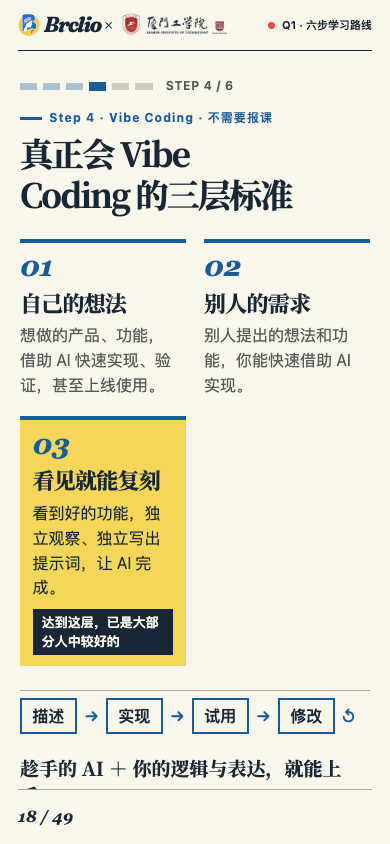 Brclio × 厦门工学院
Q1 · 六步学习路线
STEP 4 / 6
Step 4 · Vibe Coding · 不需要报课
真正会 Vibe
Coding 的三层标准
01
自己的想法
想做的产品、功能，
借助 AI 快速实现、验
证，甚至上线使用。
02
别人的需求
别人提出的想法和功
能，你能快速借助 AI
实现。
03
看见就能复刻
看到好的功能，独
立观察、独立写出
提示词，让 AI 完
成。
达到这层，已是大部
分人中较好的
描述 → 实现 → 试用 → 修改 ↺
趁手的 AI ＋ 你的逻辑与表达，就能上
18 / 49